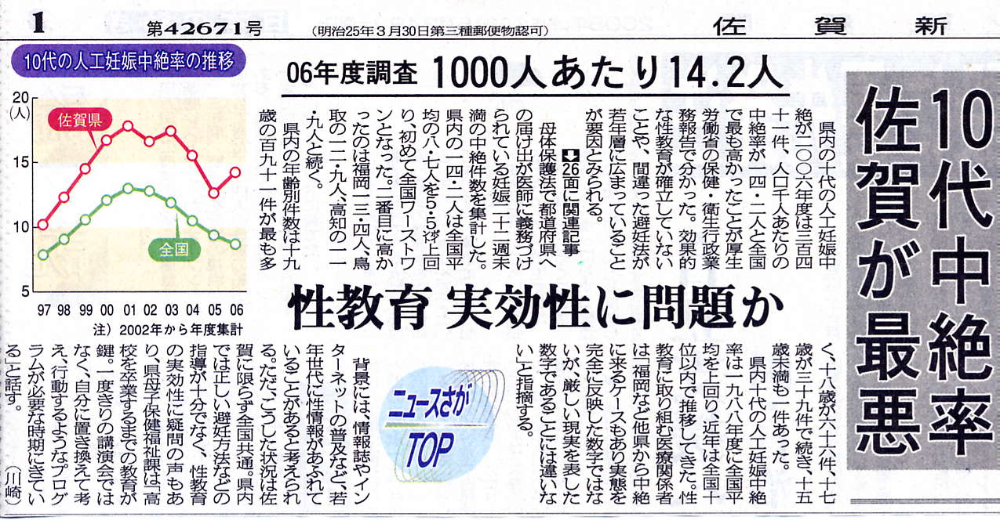 1
第42671号
(明治25年3月30日第三種郵便物認可)
佐賀新
10代中絶率
佐賀が最悪
06年度調査 1000人あたり14.2人
県内の十代の人工妊娠中
絶が二〇〇六年度は三百四
十一件、人口千人あたりの
中絶率が一四・二人と全国
で最も高かったことが厚生
労働省の保健・衛生行政業
務報告で分かった。効果的
な性教育が確立していない
ことや、間違った避妊法が
若年層に広まっていること
が要因とみられる。
⬇26面に関連記事
母体保護法で都道府県へ
の届け出が医師に義務づけ
られている妊娠二十二週未
満の中絶件数を集計した。
県内の一四・二人は全国平
均の八・七人を5・5ポイント上回
り、初めて全国ワーストワ
ンとなった。二番目に高か
ったのは福岡一三・四人、鳥
取の一二・九人、高知の一一
・九人と続く。
県内の年齢別件数は十九
歳の百九十一件が最も多
性教育 実効性に問題か
く、十八歳が六十六件、十七
歳が三十九件で続き、十五
歳未満も一件あった。
県内十代の人工妊娠中絶
率は一九八八年度に全国平
均を上回り、近年は全国十
位以内で推移してきた。性
教育に取り組む医療関係者
は「福岡など他県から中絶
に来るケースもあり実態を
完全に反映した数字ではな
いが、厳しい現実を表した
数字であることには違いな
い」と指摘する。
ニュースさが
TOP
背景には、情報誌やイン
ターネットの普及など、若
年世代に性情報があふれて
いることがあると考えられ
る。ただ、こうした状況は佐
賀に限らず全国共通。県内
では正しい避妊方法などの
指導が十分でなく、性教育
の実効性に疑問の声もあ
り、県母子保健福祉課は「高
校を卒業するまでの教育が
鍵。一度きりの講演会では
なく、自分に置き換えて考
え、行動するようなプログ
ラムが必要な時期にきてい
る」と話す。 (川崎)
10代の人工妊娠中絶率の推移
20
(人)
佐賀県
15
10
全国
5
97 98 99 00 01 02 03 04 05 06
注)2002年から年度集計